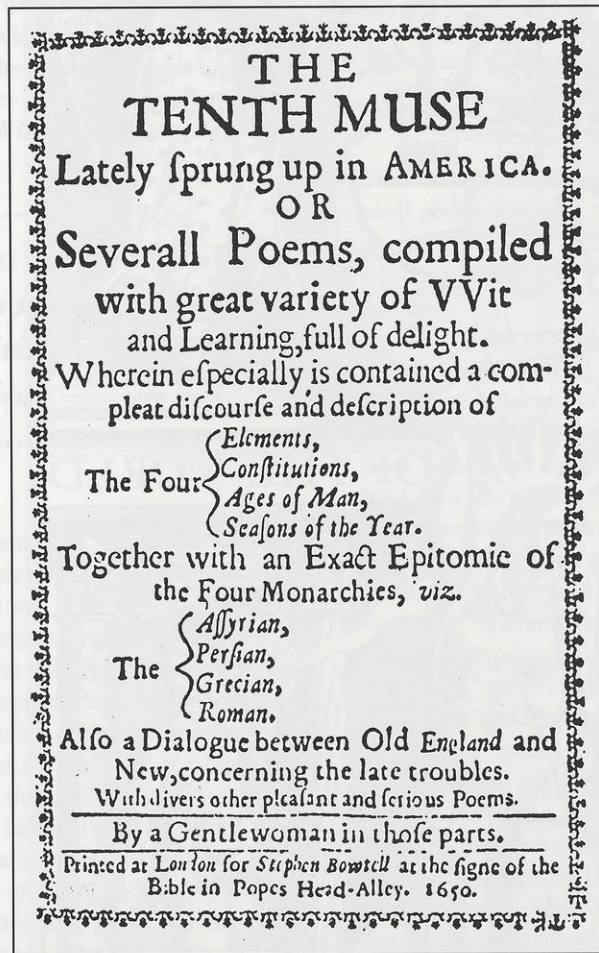 THE
TENTH MUSE
Lately ſprung up in AMERICA.
OR
Severall Poems, compiled
with great variety of VVit
and Learning, full of delight.
Wherein eſpecially is contained a com-
pleat diſcourſe and deſcription of
The Four
Elements,
Conſtitutions,
Ages of Man,
Seaſons of the Year.
Together with an Exact Epitomie of
the Four Monarchies, viz.
The
Aſſyrian,
Perſian,
Grecian,
Roman.
Alſo a Dialogue between Old England and
New, concerning the late troubles.
With divers other pleaſant and ſerious Poems.
By a Gentlewoman in thoſe parts.
Printed at London for Stephen Bowtell at the ſigne of the
Bible in Popes Head-Alley. 1650.